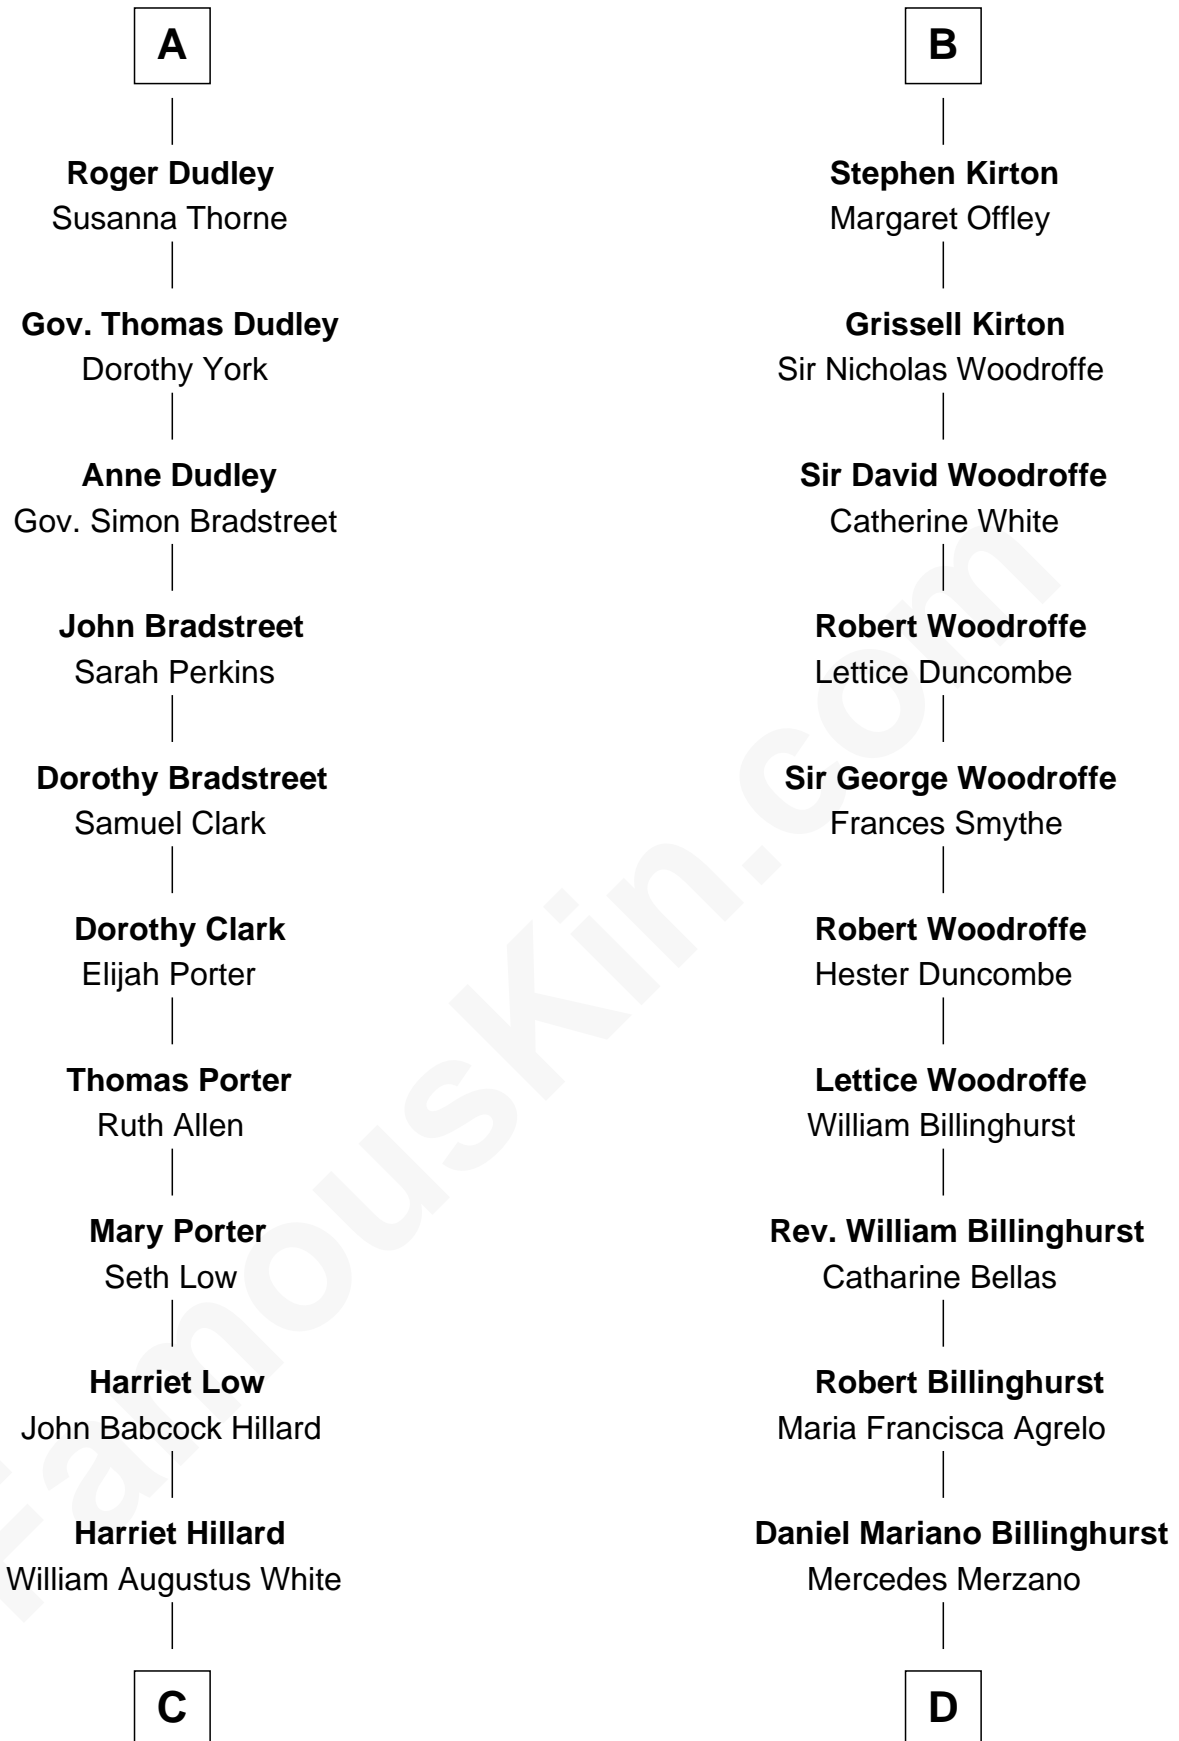 A
Roger Dudley
Susanna Thorne
Gov. Thomas Dudley
Dorothy York
Anne Dudley
Gov. Simon Bradstreet
John Bradstreet
Sarah Perkins
Dorothy Bradstreet
Samuel Clark
Dorothy Clark
Elijah Porter
Thomas Porter
Ruth Allen
Mary Porter
Seth Low
Harriet Low
John Babcock Hillard
Harriet Hillard
William Augustus White
C
B
Stephen Kirton
Margaret Offley
Grissell Kirton
Sir Nicholas Woodroffe
Sir David Woodroffe
Catherine White
Robert Woodroffe
Lettice Duncombe
Sir George Woodroffe
Frances Smythe
Robert Woodroffe
Hester Duncombe
Lettice Woodroffe
William Billinghurst
Rev. William Billinghurst
Catharine Bellas
Robert Billinghurst
Maria Francisca Agrelo
Daniel Mariano Billinghurst
Mercedes Merzano
D
FamousKin.com